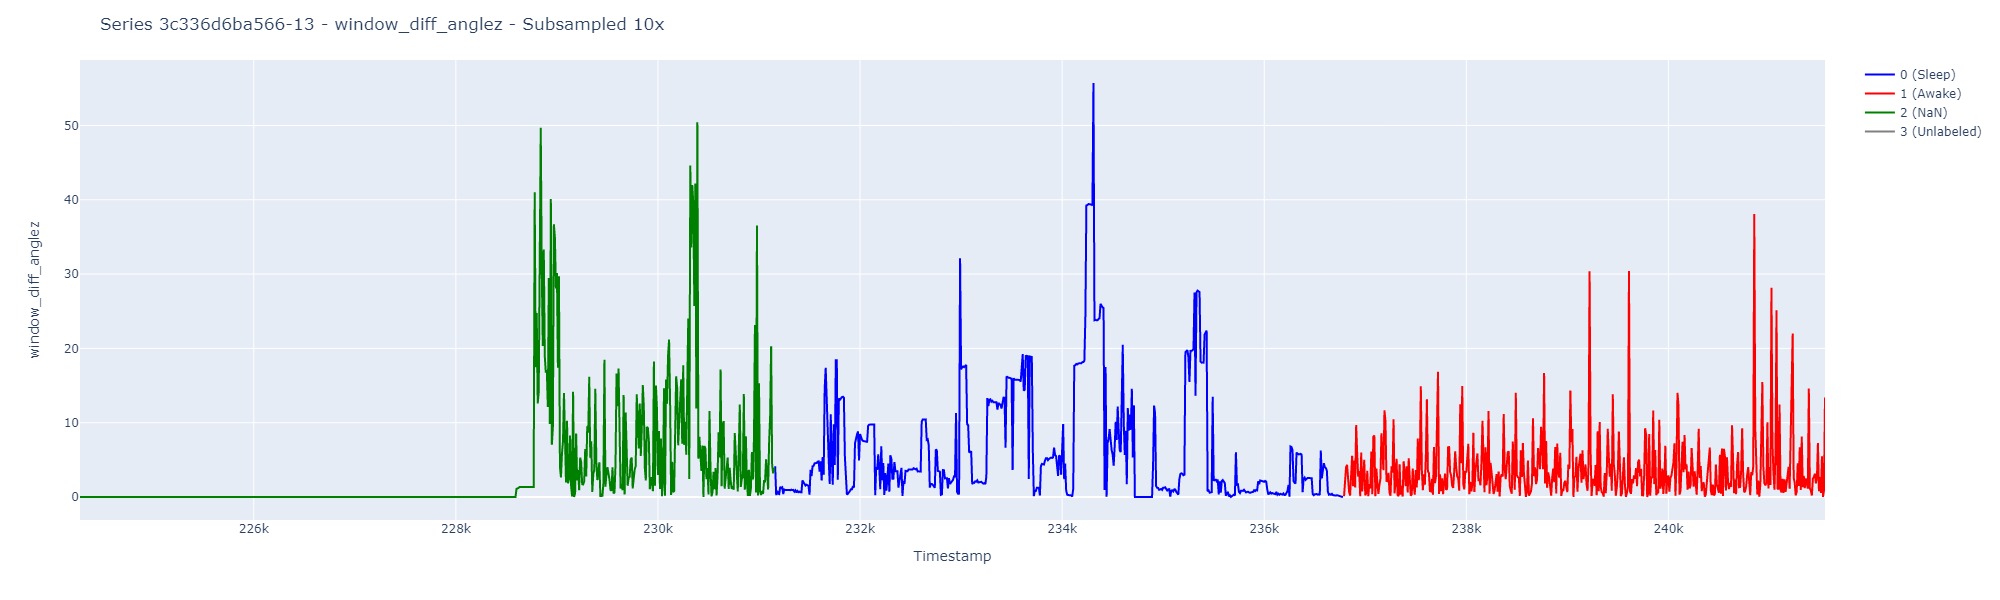 Series 3c336d6ba566-13 - window_diff_anglez - Subsampled 10x
0 (Sleep)
1 (Awake)
2 (NaN)
3 (Unlabeled)
window_diff_anglez
50
40
30
20
10
0
226k 228k 230k 232k 234k 236k 238k 240k
Timestamp